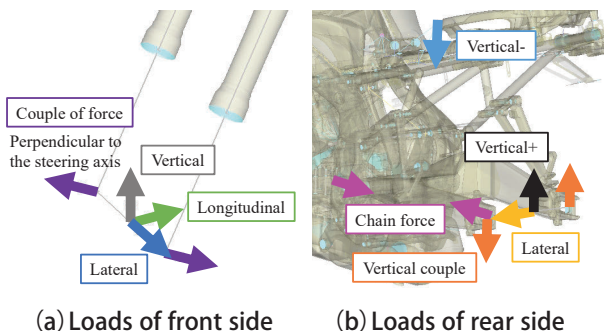 Couple of force
Perpendicular to
the steering axis
Vertical
Longitudinal
Lateral
(a) Loads of front side
Vertical-
Vertical+
Chain force
Lateral
Vertical couple
(b) Loads of rear side